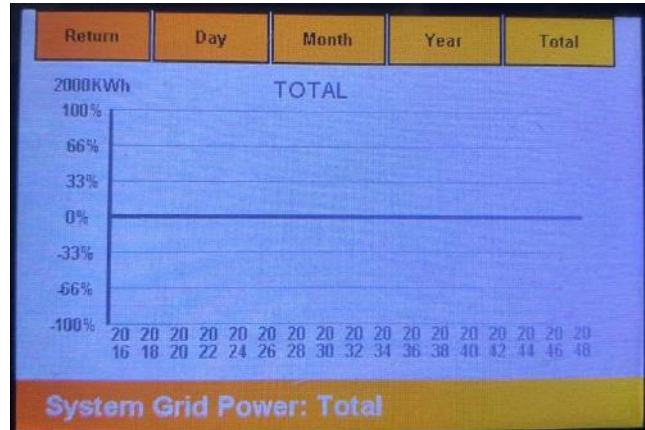 Return Day Month Year Total
2000KWh TOTAL
100%
66%
33%
0%
-33%
-66%
-100%
20 20 20 20 20 20 20 20 20 20 20 20 20 20 20 20 20
16 18 20 22 24 26 28 30 32 34 36 38 40 42 44 46 48
System Grid Power: Total